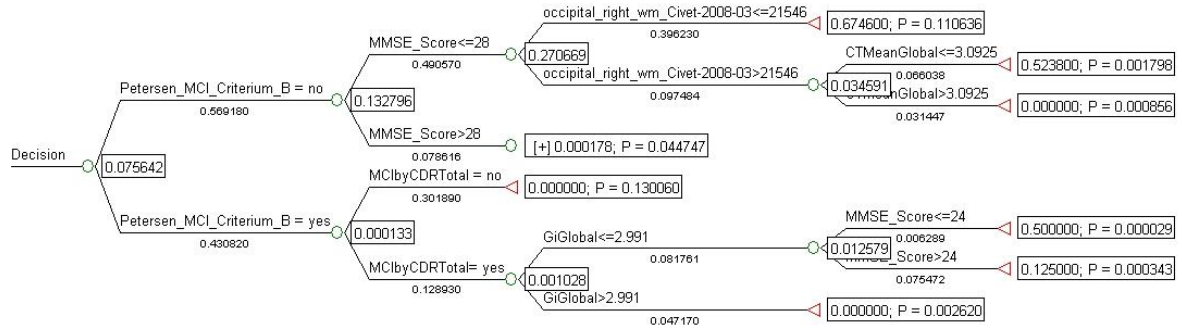 occipital_right_wm_Civet-2008-03<=21546
0.396230
0.674600; P = 0.110636
MMSE_Score<=28
0.490570
0.270669
CTMeanGlobal<=3.0925
0.066038
0.523800; P = 0.001798
occipital_right_wm_Civet-2008-03>21546
0.097484
0.034591
CTMeanGlobal>3.0925
0.031447
0.000000; P = 0.000856
Petersen_MCI_Criterium_B = no
0.569180
0.132796
MMSE_Score>28
0.078616
[+] 0.000178; P = 0.044747
Decision
0.075642
MCIbyCDRTotal = no
0.301890
0.000000; P = 0.130060
Petersen_MCI_Criterium_B = yes
0.430820
0.000133
MMSE_Score<=24
0.006289
0.500000; P = 0.000029
GiGlobal<=2.991
0.081761
0.012579
MMSE_Score>24
0.075472
0.125000; P = 0.000343
MCIbyCDRTotal= yes
0.128930
0.001028
GiGlobal>2.991
0.047170
0.000000; P = 0.002620